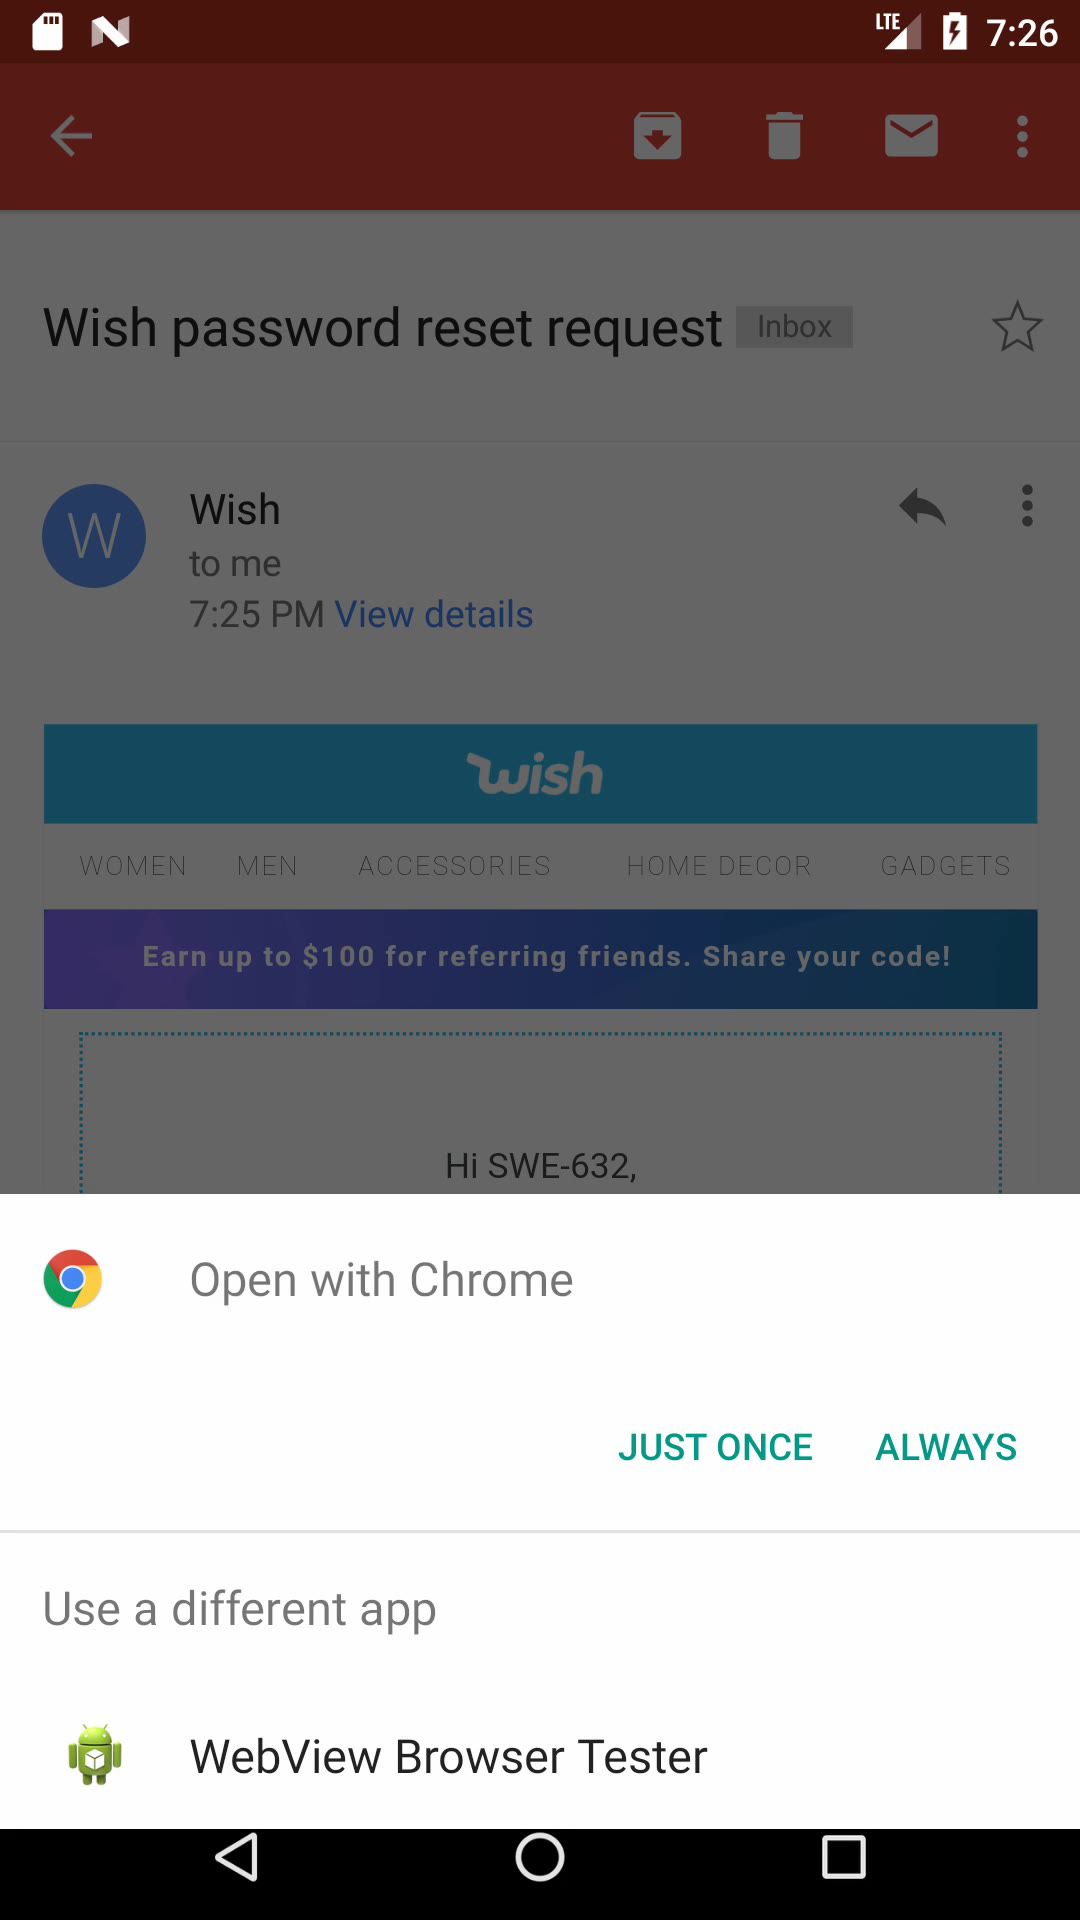 LTE 7:26
Wish password reset request Inbox
W
Wish
to me
7:25 PM View details
wish
WOMEN MEN ACCESSORIES HOME DECOR GADGETS
Earn up to $100 for referring friends. Share your code!
Hi SWE-632,
Open with Chrome
JUST ONCE ALWAYS
Use a different app
WebView Browser Tester